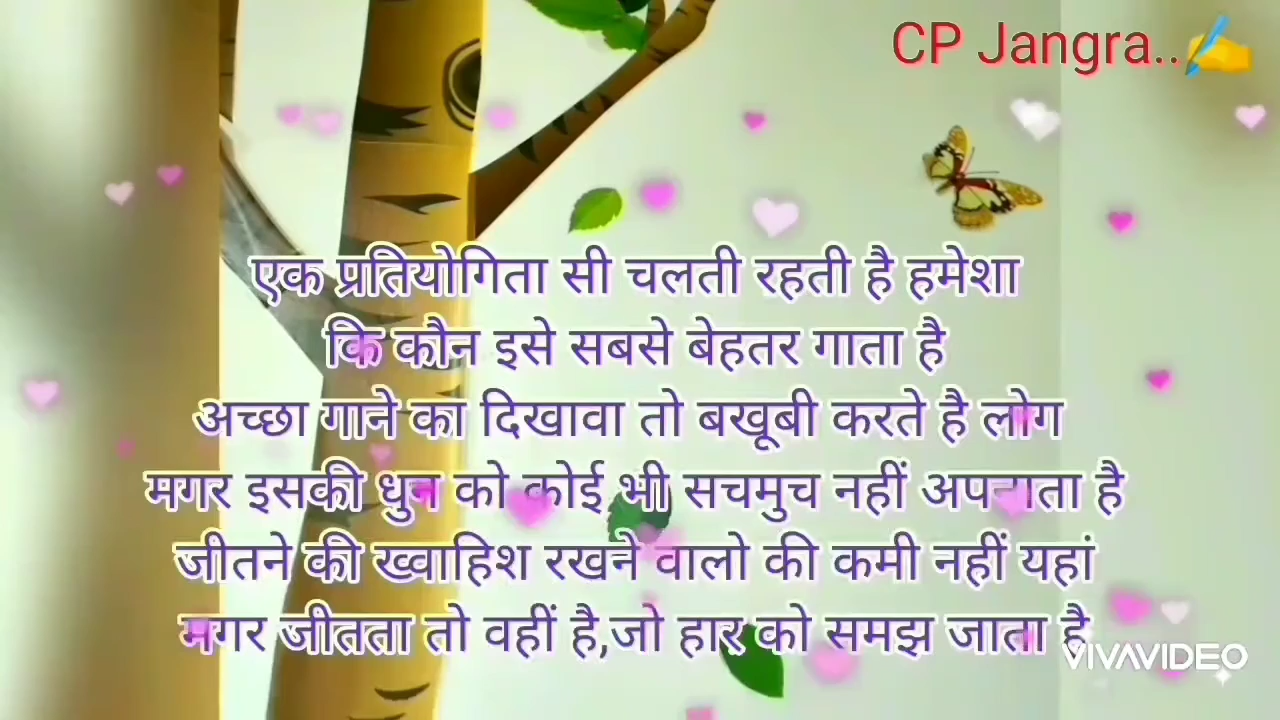 CP Jangra..✍
एक प्रतियोगिता सी चलती रहती है हमेशा
कि कौन इसे सबसे बेहतर गाता है
अच्छा गाने का दिखावा तो बखूबी करते है लोग
मगर इसकी धुन को कोई भी सचमुच नहीं अपनाता है
जीतने की ख्वाहिश रखने वालो की कमी नहीं यहां
मगर जीतता तो वहीं है,जो हार को समझ जाता है
VIVAVIDEO